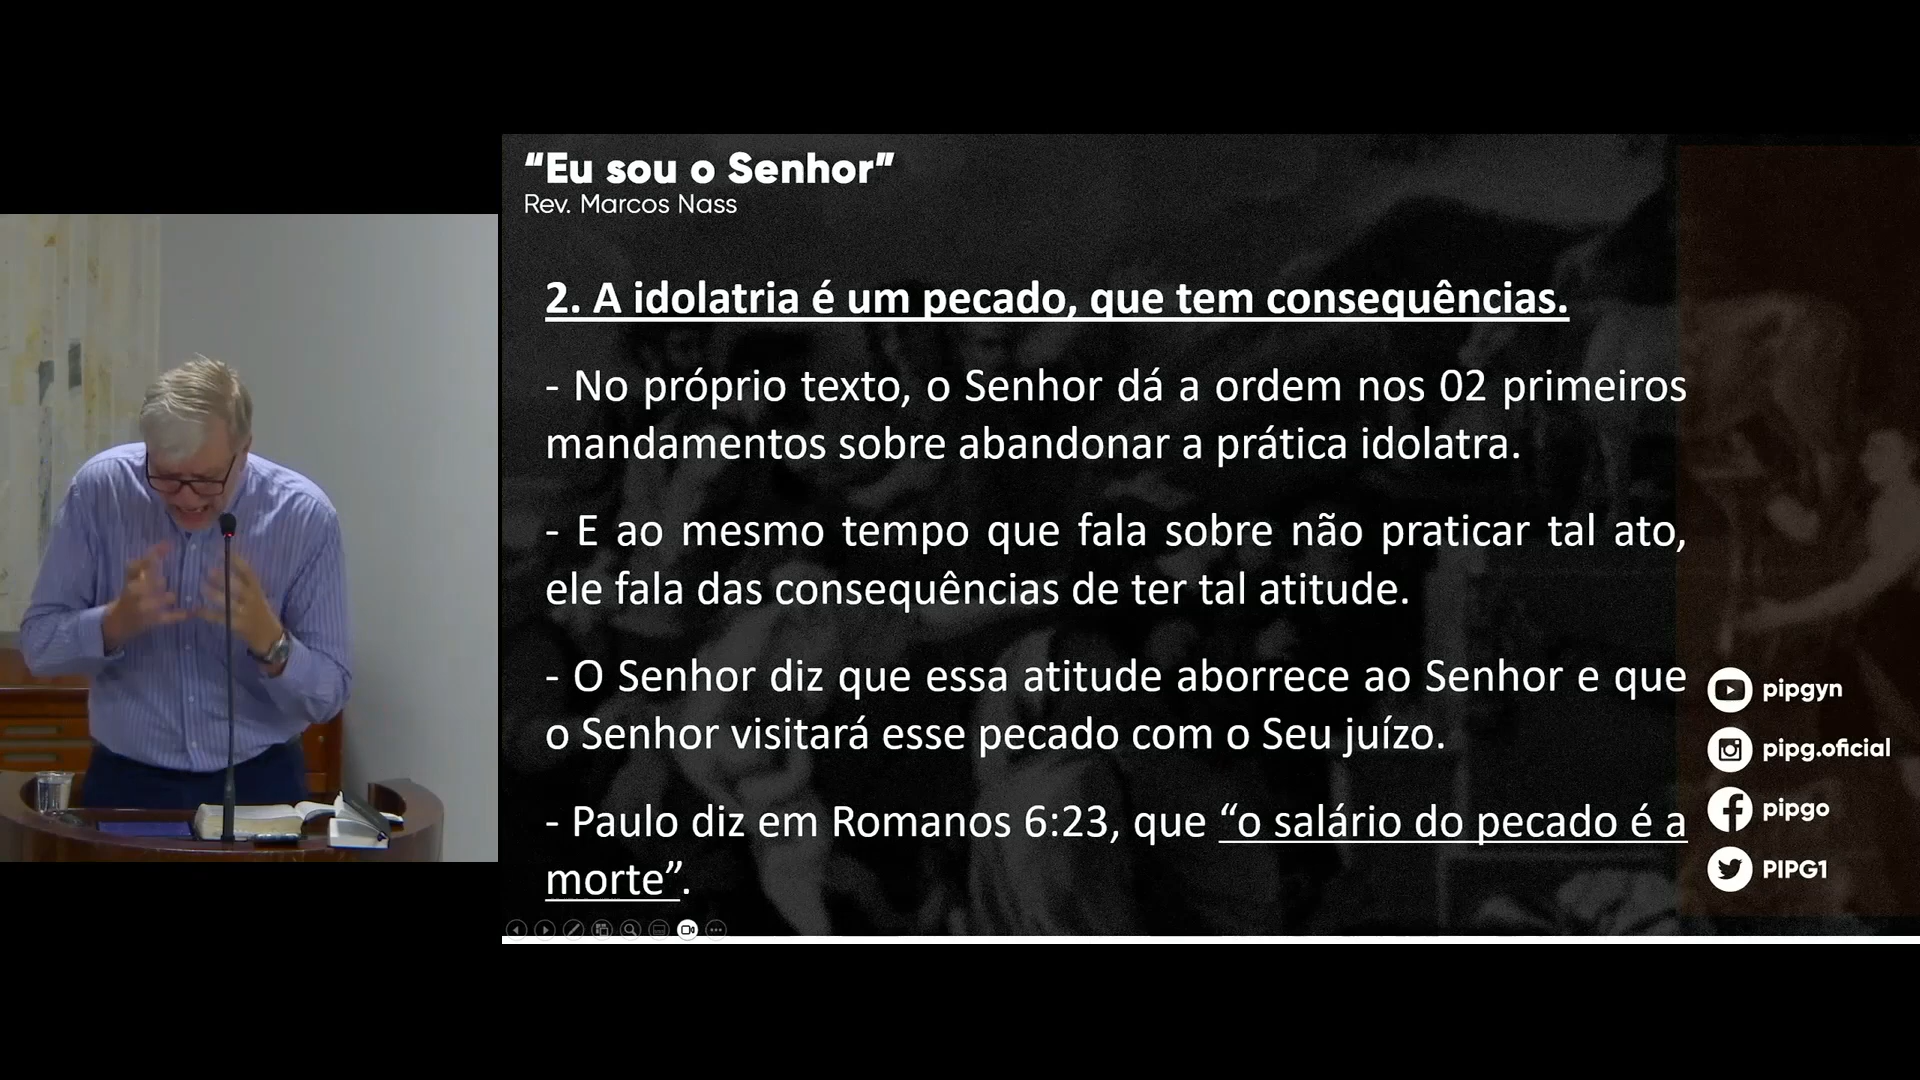 “Eu sou o Senhor”
Rev. Marcos Nass
2. A idolatria é um pecado, que tem consequências.
- No próprio texto, o Senhor dá a ordem nos 02 primeiros
mandamentos sobre abandonar a prática idolatra.
- E ao mesmo tempo que fala sobre não praticar tal ato,
ele fala das consequências de ter tal atitude.
- O Senhor diz que essa atitude aborrece ao Senhor e que
o Senhor visitará esse pecado com o Seu juízo.
- Paulo diz em Romanos 6:23, que “o salário do pecado é a
morte”.
pipgyn
pipg.oficial
pipgo
PIPG1